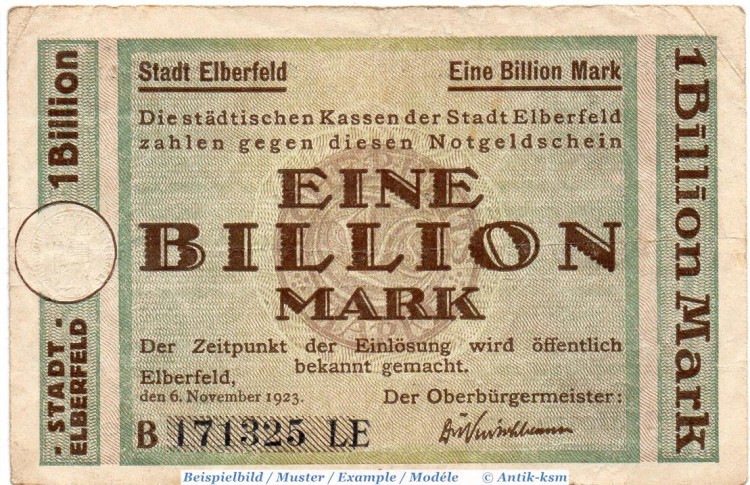 Stadt Elberfeld
Eine Billion Mark
Die städtischen Kassen der Stadt Elberfeld
zahlen gegen diesen Notgeldschein
EINE
BILLION
MARK
Der Zeitpunkt der Einlösung wird öffentlich
bekannt gemacht.
Elberfeld,
den 6. November 1923.
Der Oberbürgermeister:
B 171325 LE
1 Billion
- STADT -
ELBERFELD
1 Billion Mark
Beispielbild / Muster / Example / Modéle © Antik-ksm